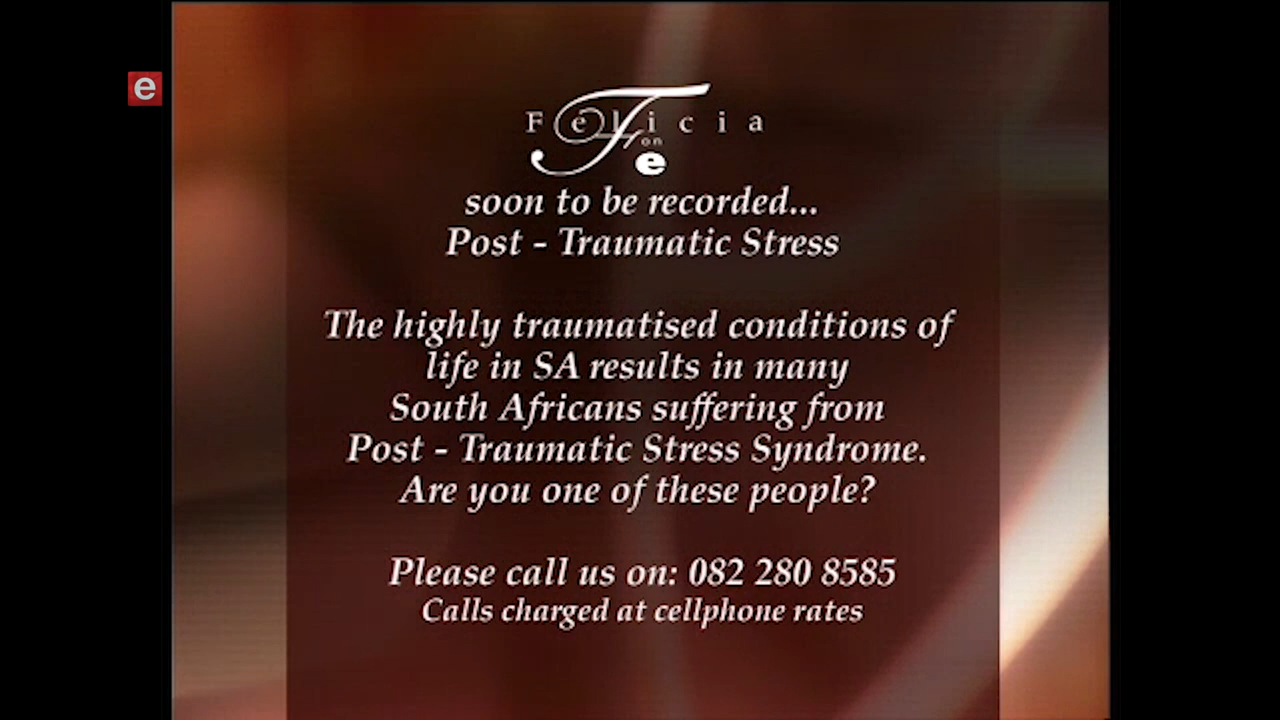 e
Felicia
on
e
soon to be recorded...
Post - Traumatic Stress
The highly traumatised conditions of
life in SA results in many
South Africans suffering from
Post - Traumatic Stress Syndrome.
Are you one of these people?
Please call us on: 082 280 8585
Calls charged at cellphone rates